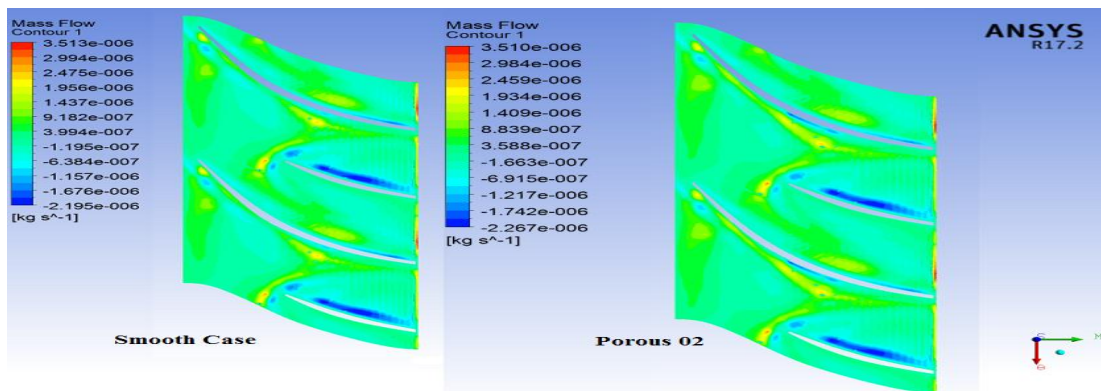 Mass Flow
Contour 1
3.513e-006
2.994e-006
2.475e-006
1.956e-006
1.437e-006
9.182e-007
3.994e-007
-1.195e-007
-6.384e-007
-1.157e-006
-1.676e-006
-2.195e-006
[kg s^-1]
Smooth Case
Mass Flow
Contour 1
3.510e-006
2.984e-006
2.459e-006
1.934e-006
1.409e-006
8.839e-007
3.588e-007
-1.663e-007
-6.915e-007
-1.217e-006
-1.742e-006
-2.267e-006
[kg s^-1]
Porous 02
ANSYS
R17.2